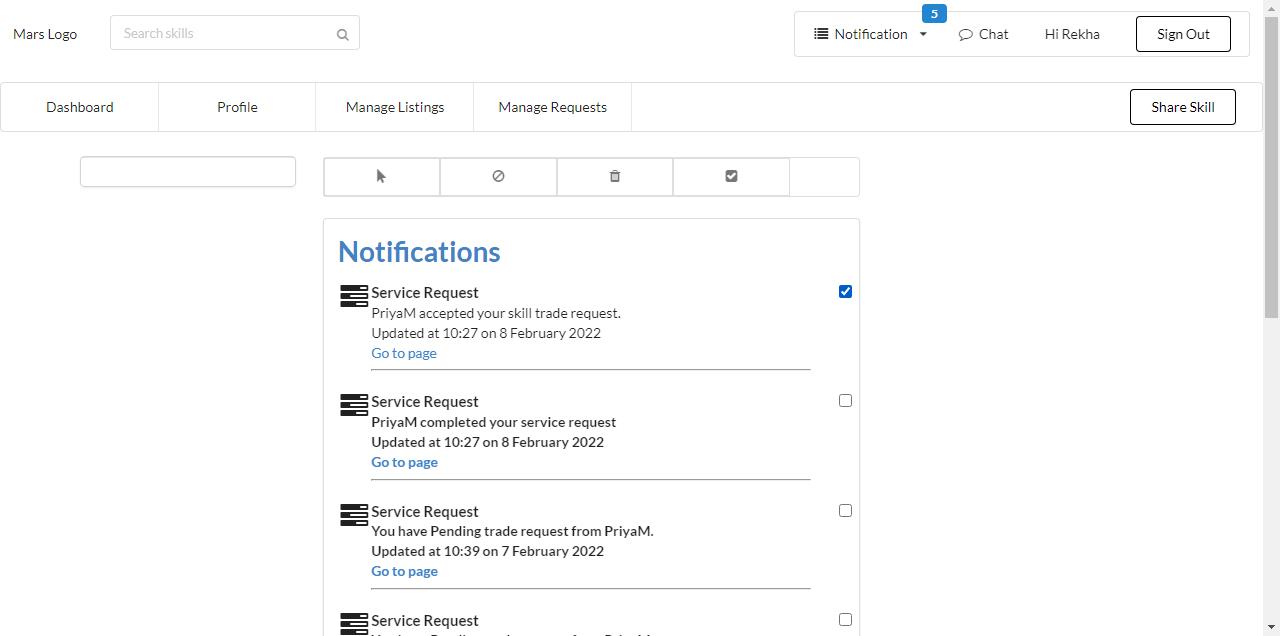 Mars Logo
Search skills
5
Notification
Chat
Hi Rekha
Sign Out
Dashboard
Profile
Manage Listings
Manage Requests
Share Skill
Notifications
Service Request
PriyaM accepted your skill trade request.
Updated at 10:27 on 8 February 2022
Go to page
Service Request
PriyaM completed your service request
Updated at 10:27 on 8 February 2022
Go to page
Service Request
You have Pending trade request from PriyaM.
Updated at 10:39 on 7 February 2022
Go to page
Service Request